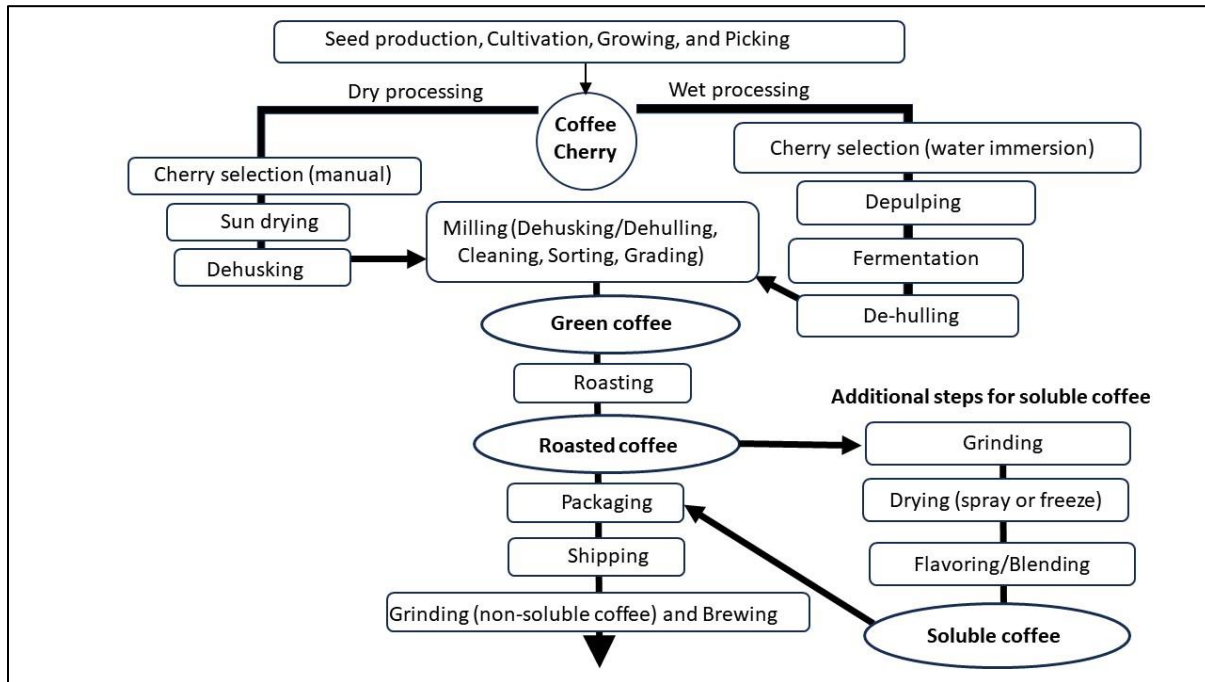 Seed production, Cultivation, Growing, and Picking
Dry processing
Wet processing
Coffee
Cherry
Cherry selection (manual)
Sun drying
Dehusking
Cherry selection (water immersion)
Depulping
Fermentation
De-hulling
Milling (Dehusking/Dehulling,
Cleaning, Sorting, Grading)
Green coffee
Roasting
Roasted coffee
Additional steps for soluble coffee
Grinding
Drying (spray or freeze)
Flavoring/Blending
Soluble coffee
Packaging
Shipping
Grinding (non-soluble coffee) and Brewing